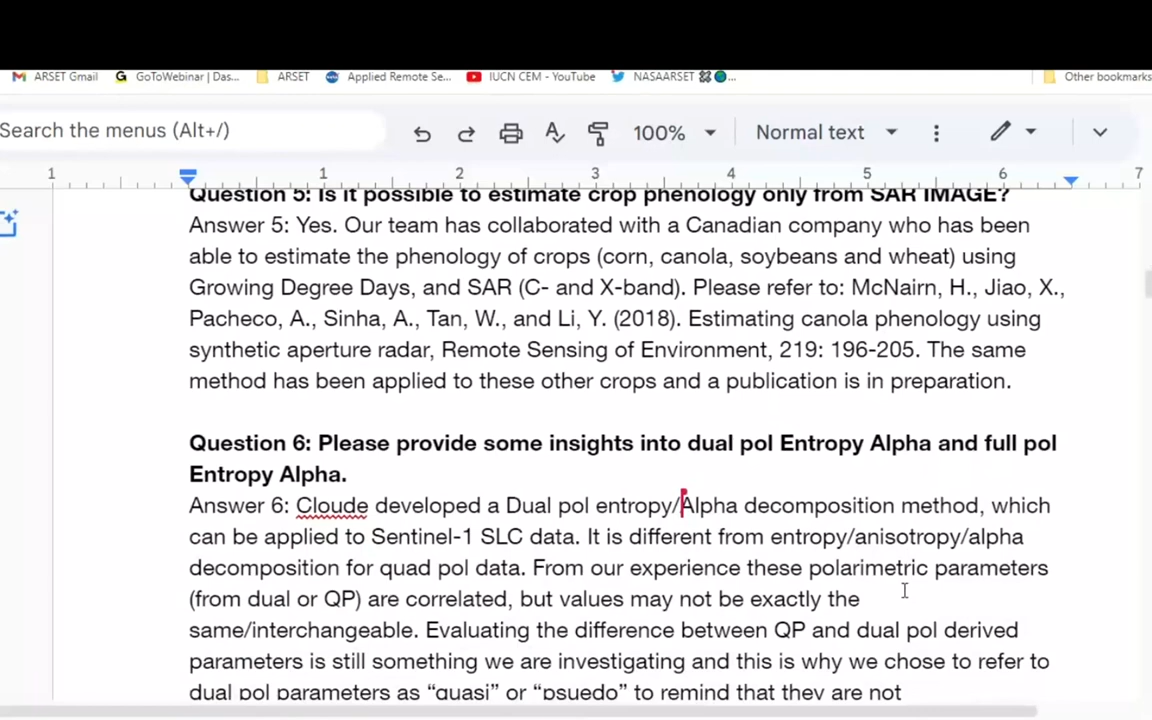 ARSET Gmail GoToWebinar | Das... ARSET Applied Remote Se... IUCN CEM - YouTube NASAARSET 🛰🌎... Other bookmarks
Search the menus (Alt+/) 100% Normal text
1 1 2 3 4 5 6 7
Question 5: Is it possible to estimate crop phenology only from SAR IMAGE?
Answer 5: Yes. Our team has collaborated with a Canadian company who has been
able to estimate the phenology of crops (corn, canola, soybeans and wheat) using
Growing Degree Days, and SAR (C- and X-band). Please refer to: McNairn, H., Jiao, X.,
Pacheco, A., Sinha, A., Tan, W., and Li, Y. (2018). Estimating canola phenology using
synthetic aperture radar, Remote Sensing of Environment, 219: 196-205. The same
method has been applied to these other crops and a publication is in preparation.
Question 6: Please provide some insights into dual pol Entropy Alpha and full pol
Entropy Alpha.
Answer 6: Cloude developed a Dual pol entropy/Alpha decomposition method, which
can be applied to Sentinel-1 SLC data. It is different from entropy/anisotropy/alpha
decomposition for quad pol data. From our experience these polarimetric parameters
(from dual or QP) are correlated, but values may not be exactly the
same/interchangeable. Evaluating the difference between QP and dual pol derived
parameters is still something we are investigating and this is why we chose to refer to
dual pol parameters as “quasi” or “psuedo” to remind that they are not